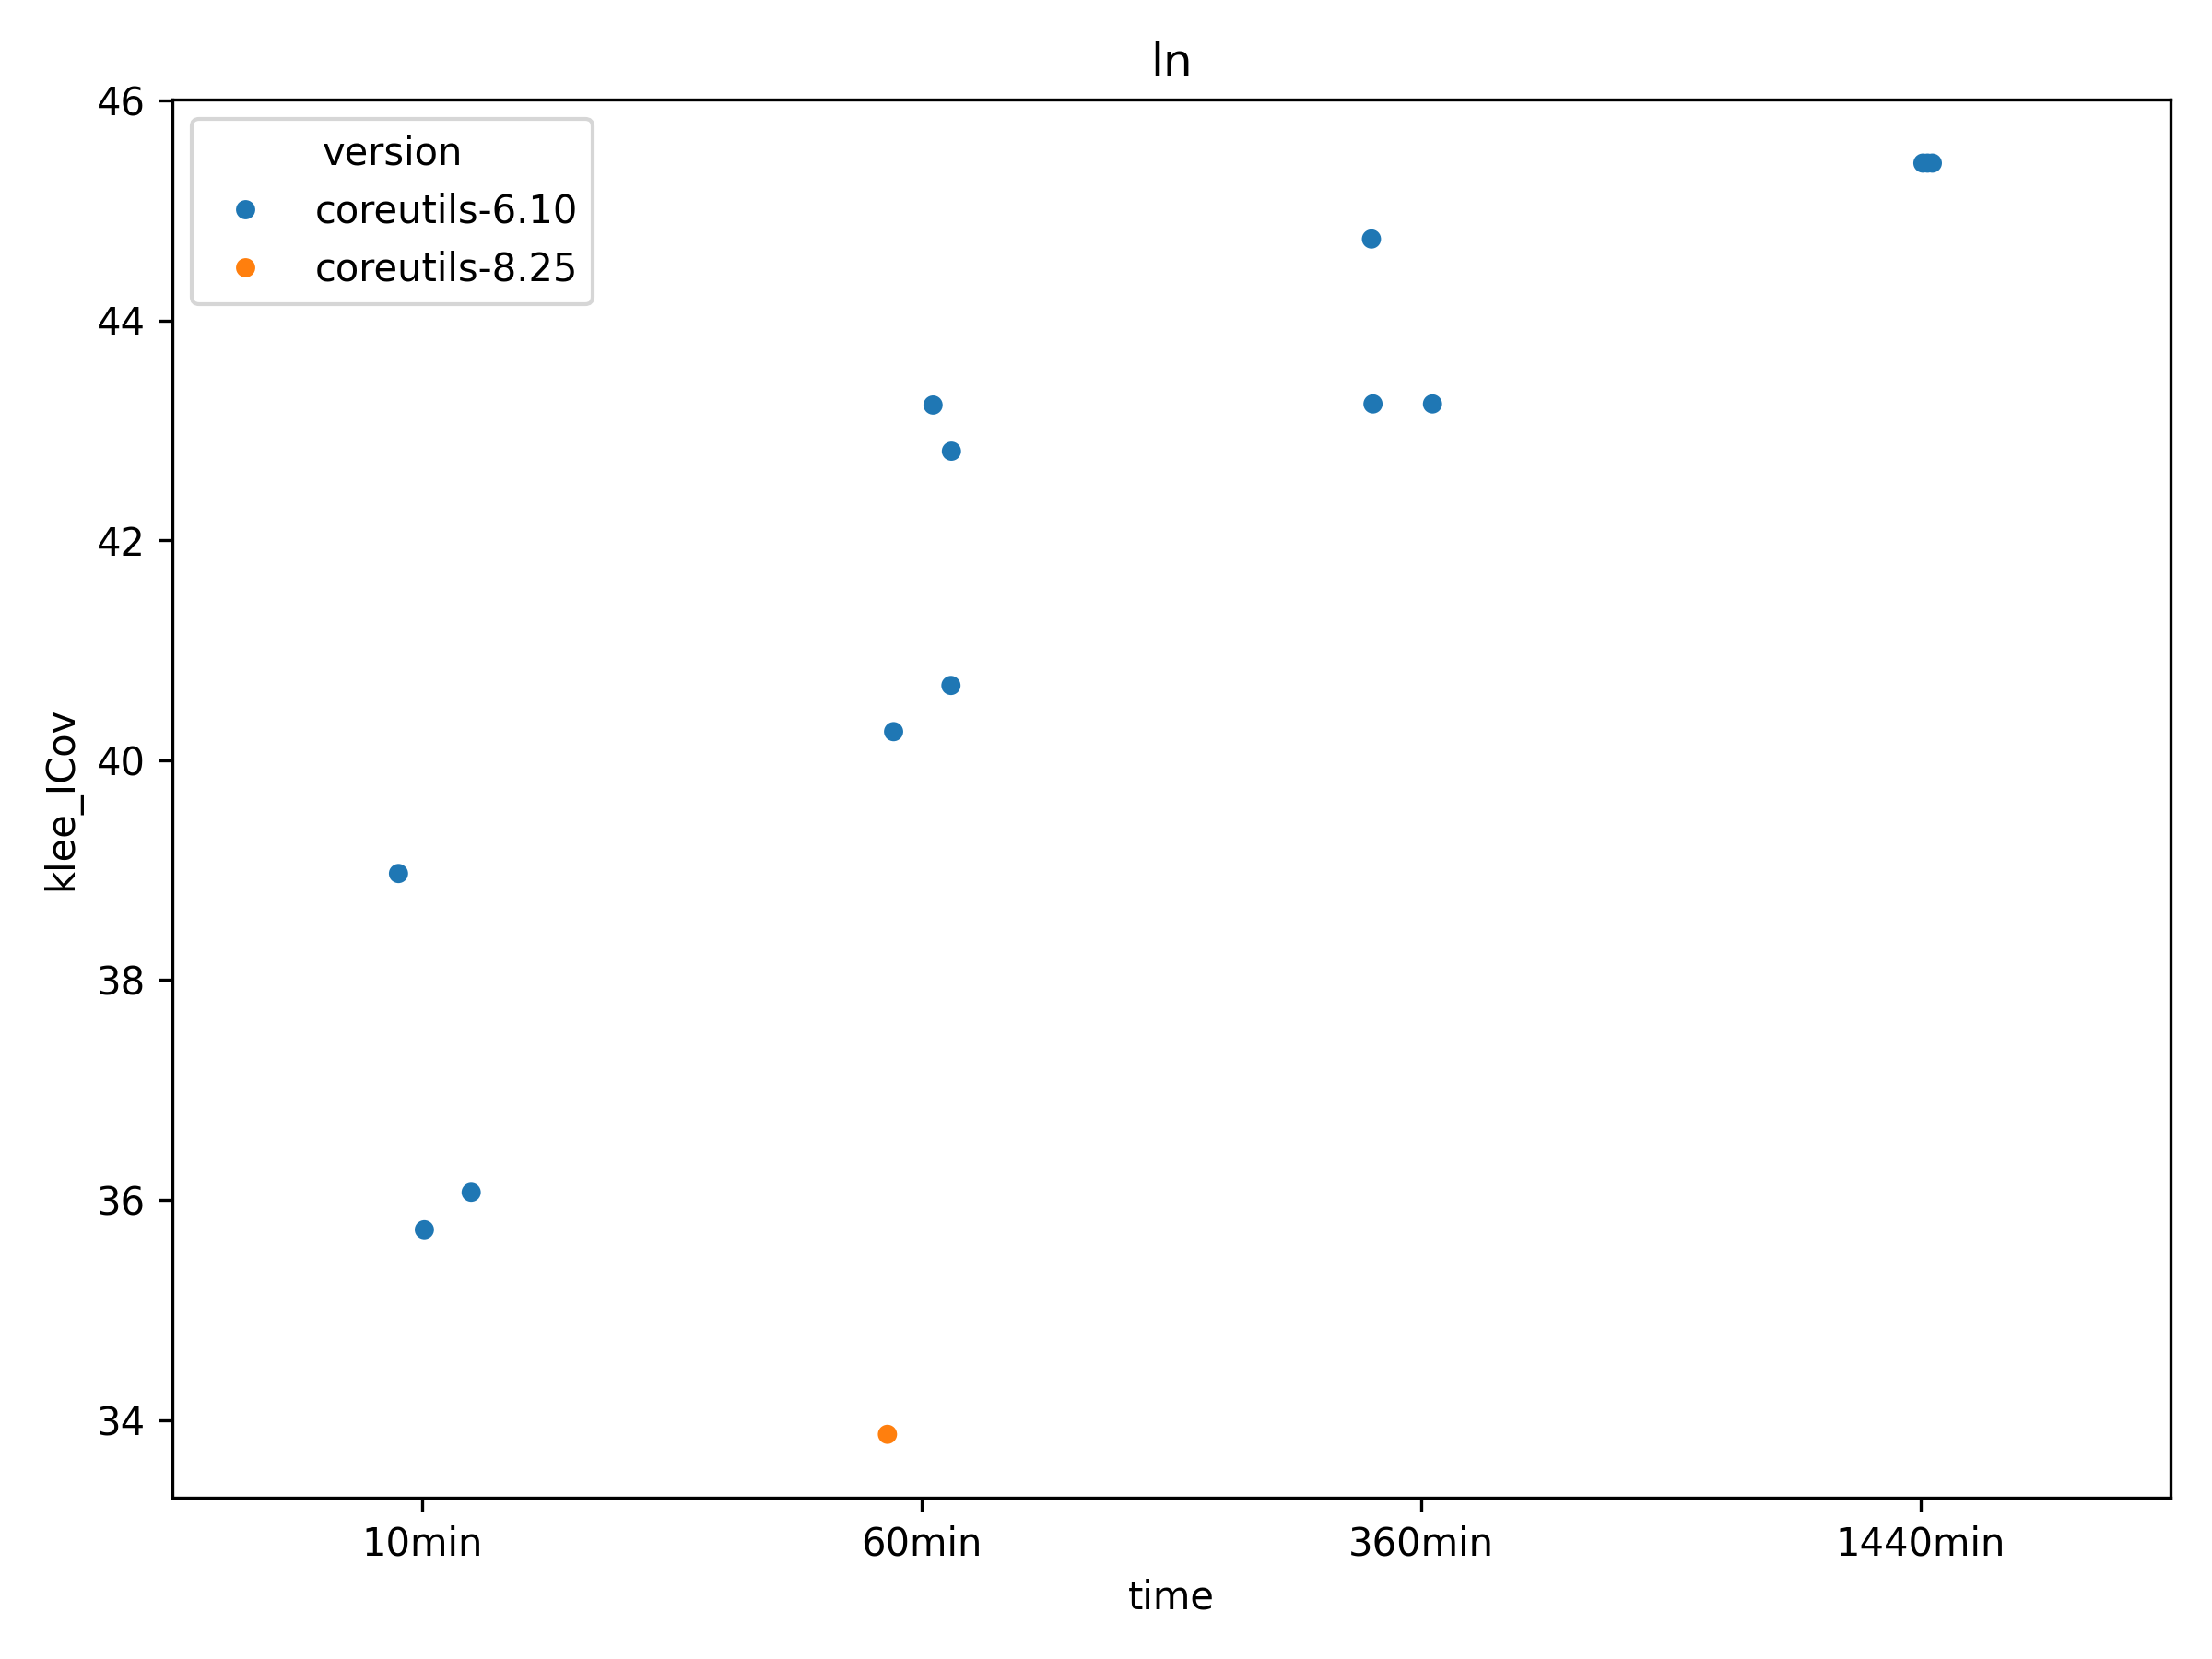 ln
version
coreutils-6.10
coreutils-8.25
klee_ICov
46
44
42
40
38
36
34
10min
60min
360min
1440min
time